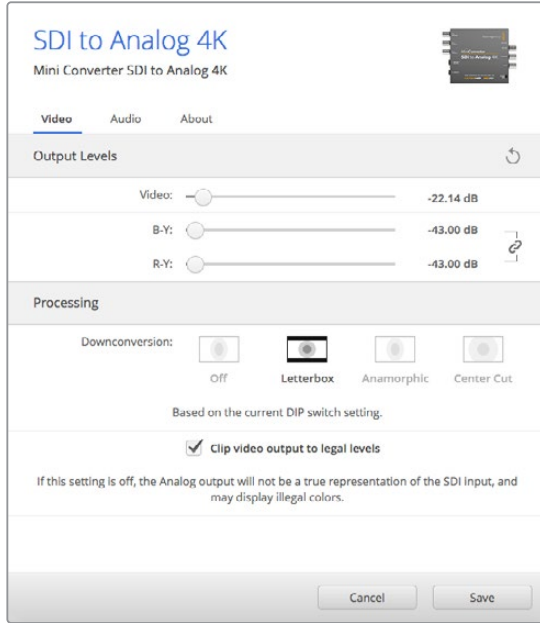 SDI to Analog 4K
Mini Converter SDI to Analog 4K
Video Audio About
Output Levels
Video: -22.14 dB
B-Y: -43.00 dB
R-Y: -43.00 dB
Processing
Downconversion:
Off Letterbox Anamorphic Center Cut
Based on the current DIP switch setting.
Clip video output to legal levels
If this setting is off, the Analog output will not be a true representation of the SDI input, and
may display illegal colors.
Cancel Save